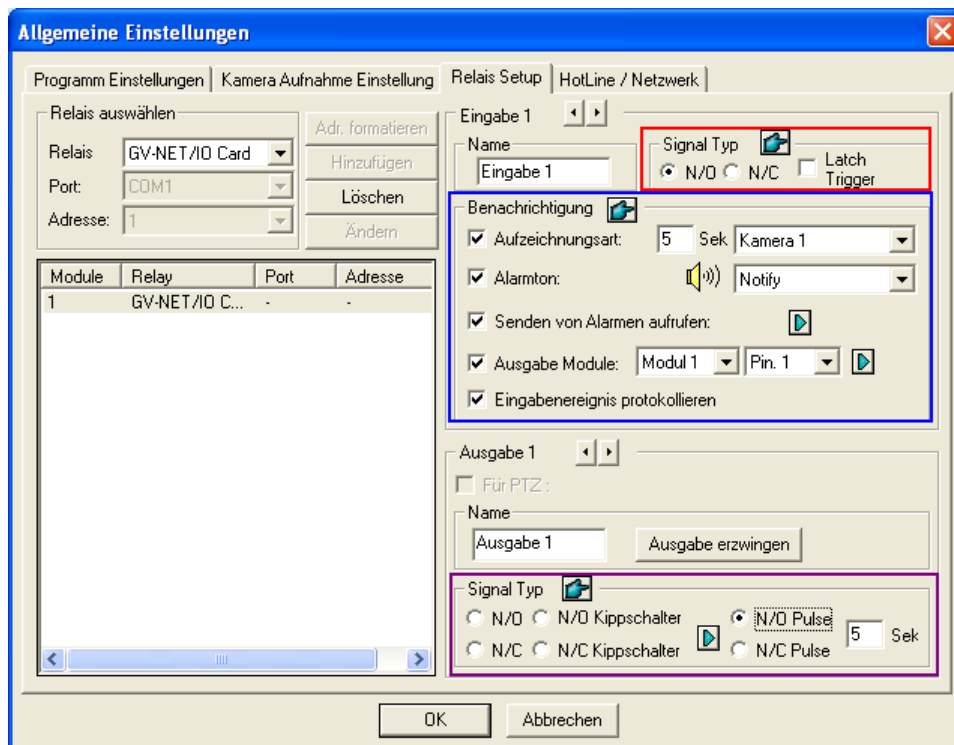 Allgemeine Einstellungen
Programm Einstellungen
Kamera Aufnahme Einstellung
Relais Setup
HotLine / Netzwerk
Relais auswählen
Relais
GV-NET/IO Card
Port:
COM1
Adresse:
1
Adr. formatieren
Hinzufügen
Löschen
Ändern
Module Relay Port Adresse
1 GV-NET/IO C... - -
Eingabe 1
Name
Eingabe 1
Signal Typ
N/O N/C Latch Trigger
Benachrichtigung
Aufzeichnungsart: 5 Sek Kamera 1
Alarmton: Notify
Senden von Alarmen aufrufen:
Ausgabe Module: Modul 1 Pin. 1
Eingabenereignis protokollieren
Ausgabe 1
Für PTZ :
Name
Ausgabe 1
Ausgabe erzwingen
Signal Typ
N/O N/O Kippschalter N/O Pulse
N/C N/C Kippschalter N/C Pulse
5 Sek
OK
Abbrechen